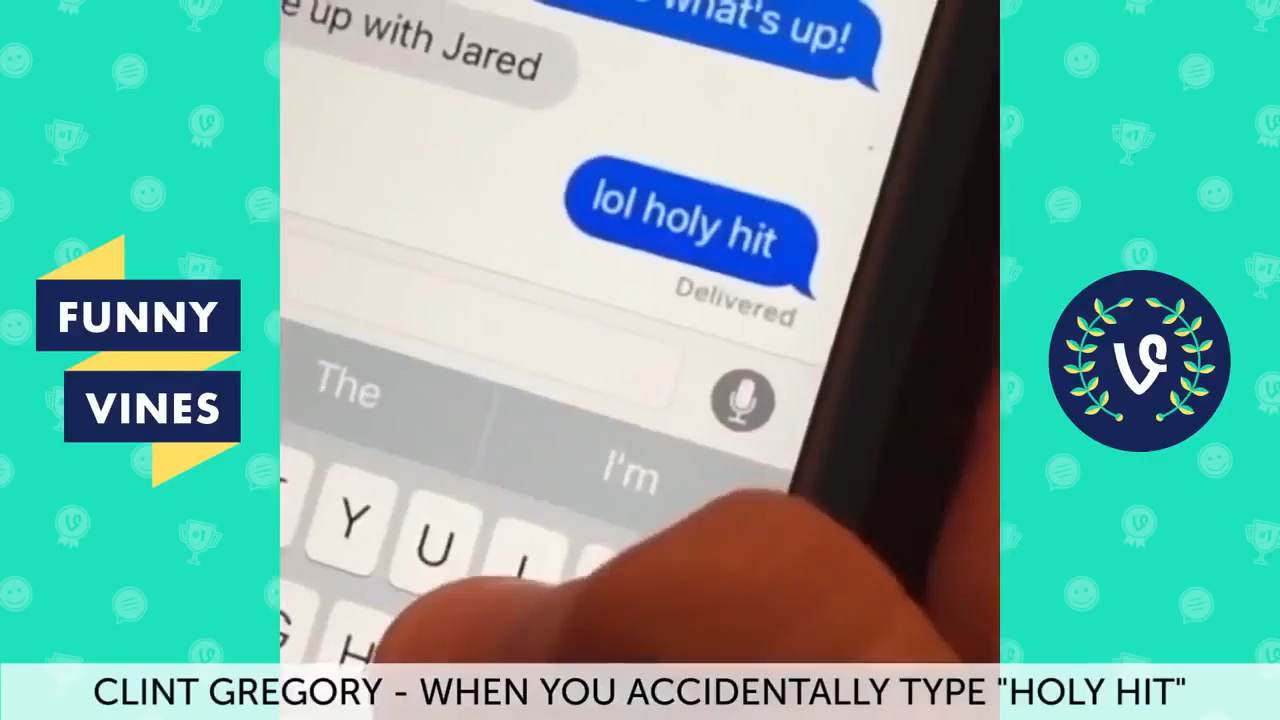 what's up!
up with Jared
lol holy hit
Delivered
The
I'm
Y U I
G H
FUNNY
VINES
#1
CLINT GREGORY - WHEN YOU ACCIDENTALLY TYPE "HOLY HIT"